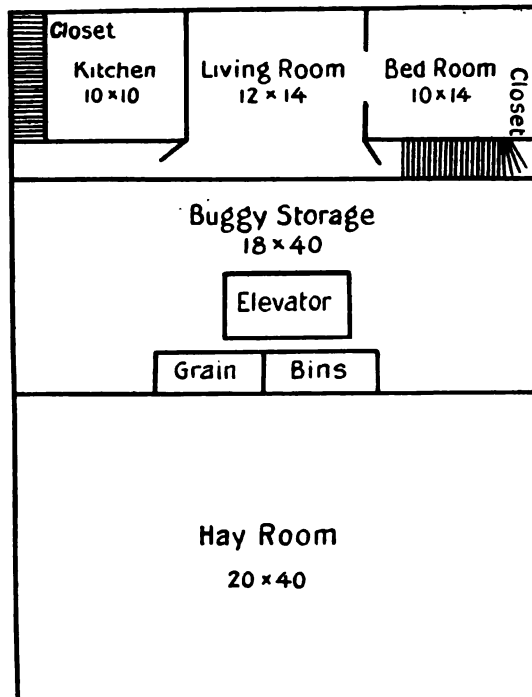 Closet
Kitchen
10 × 10
Living Room
12 × 14
Bed Room
10 × 14
Closet
Buggy Storage
18 × 40
Elevator
Grain
Bins
Hay Room
20 × 40